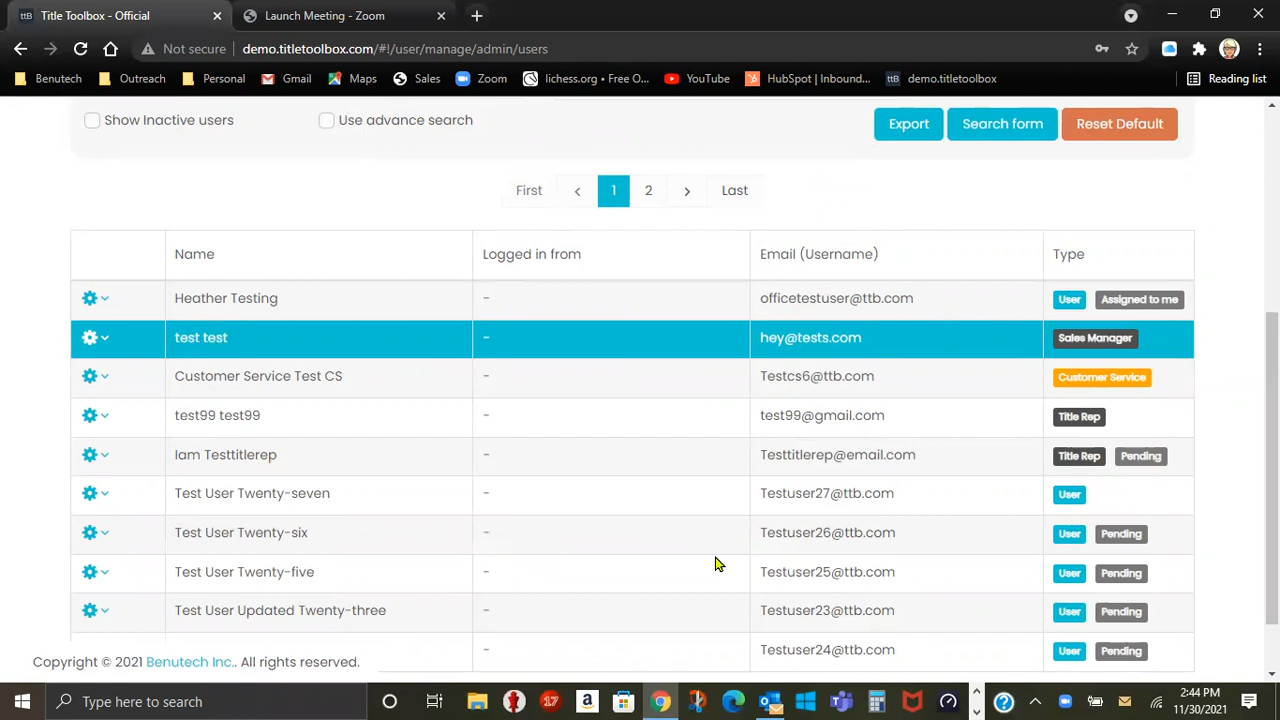 ttB Title Toolbox - Official
Launch Meeting - Zoom
Not secure demo.titletoolbox.com/#!/user/manage/admin/users
Benutech Outreach Personal Gmail Maps Sales Zoom lichess.org • Free O... YouTube HubSpot | Inbound... ttB demo.titletoolbox.com Reading list
Show Inactive users Use advance search Export Search form Reset Default
First < 1 2 > Last
Name Logged in from Email (Username) Type
Heather Testing - officetestuser@ttb.com User Assigned to me
test test - hey@tests.com Sales Manager
Customer Service Test CS - Testcs6@ttb.com Customer Service
test99 test99 - test99@gmail.com Title Rep
Iam Testtitlerep - Testtitlerep@email.com Title Rep Pending
Test User Twenty-seven - Testuser27@ttb.com User
Test User Twenty-six - Testuser26@ttb.com User Pending
Test User Twenty-five - Testuser25@ttb.com User Pending
Test User Updated Twenty-three - Testuser23@ttb.com User Pending
- Testuser24@ttb.com User Pending
Copyright © 2021 Benutech Inc.. All rights reserved.
Type here to search 17 a 2:44 PM
11/30/2021